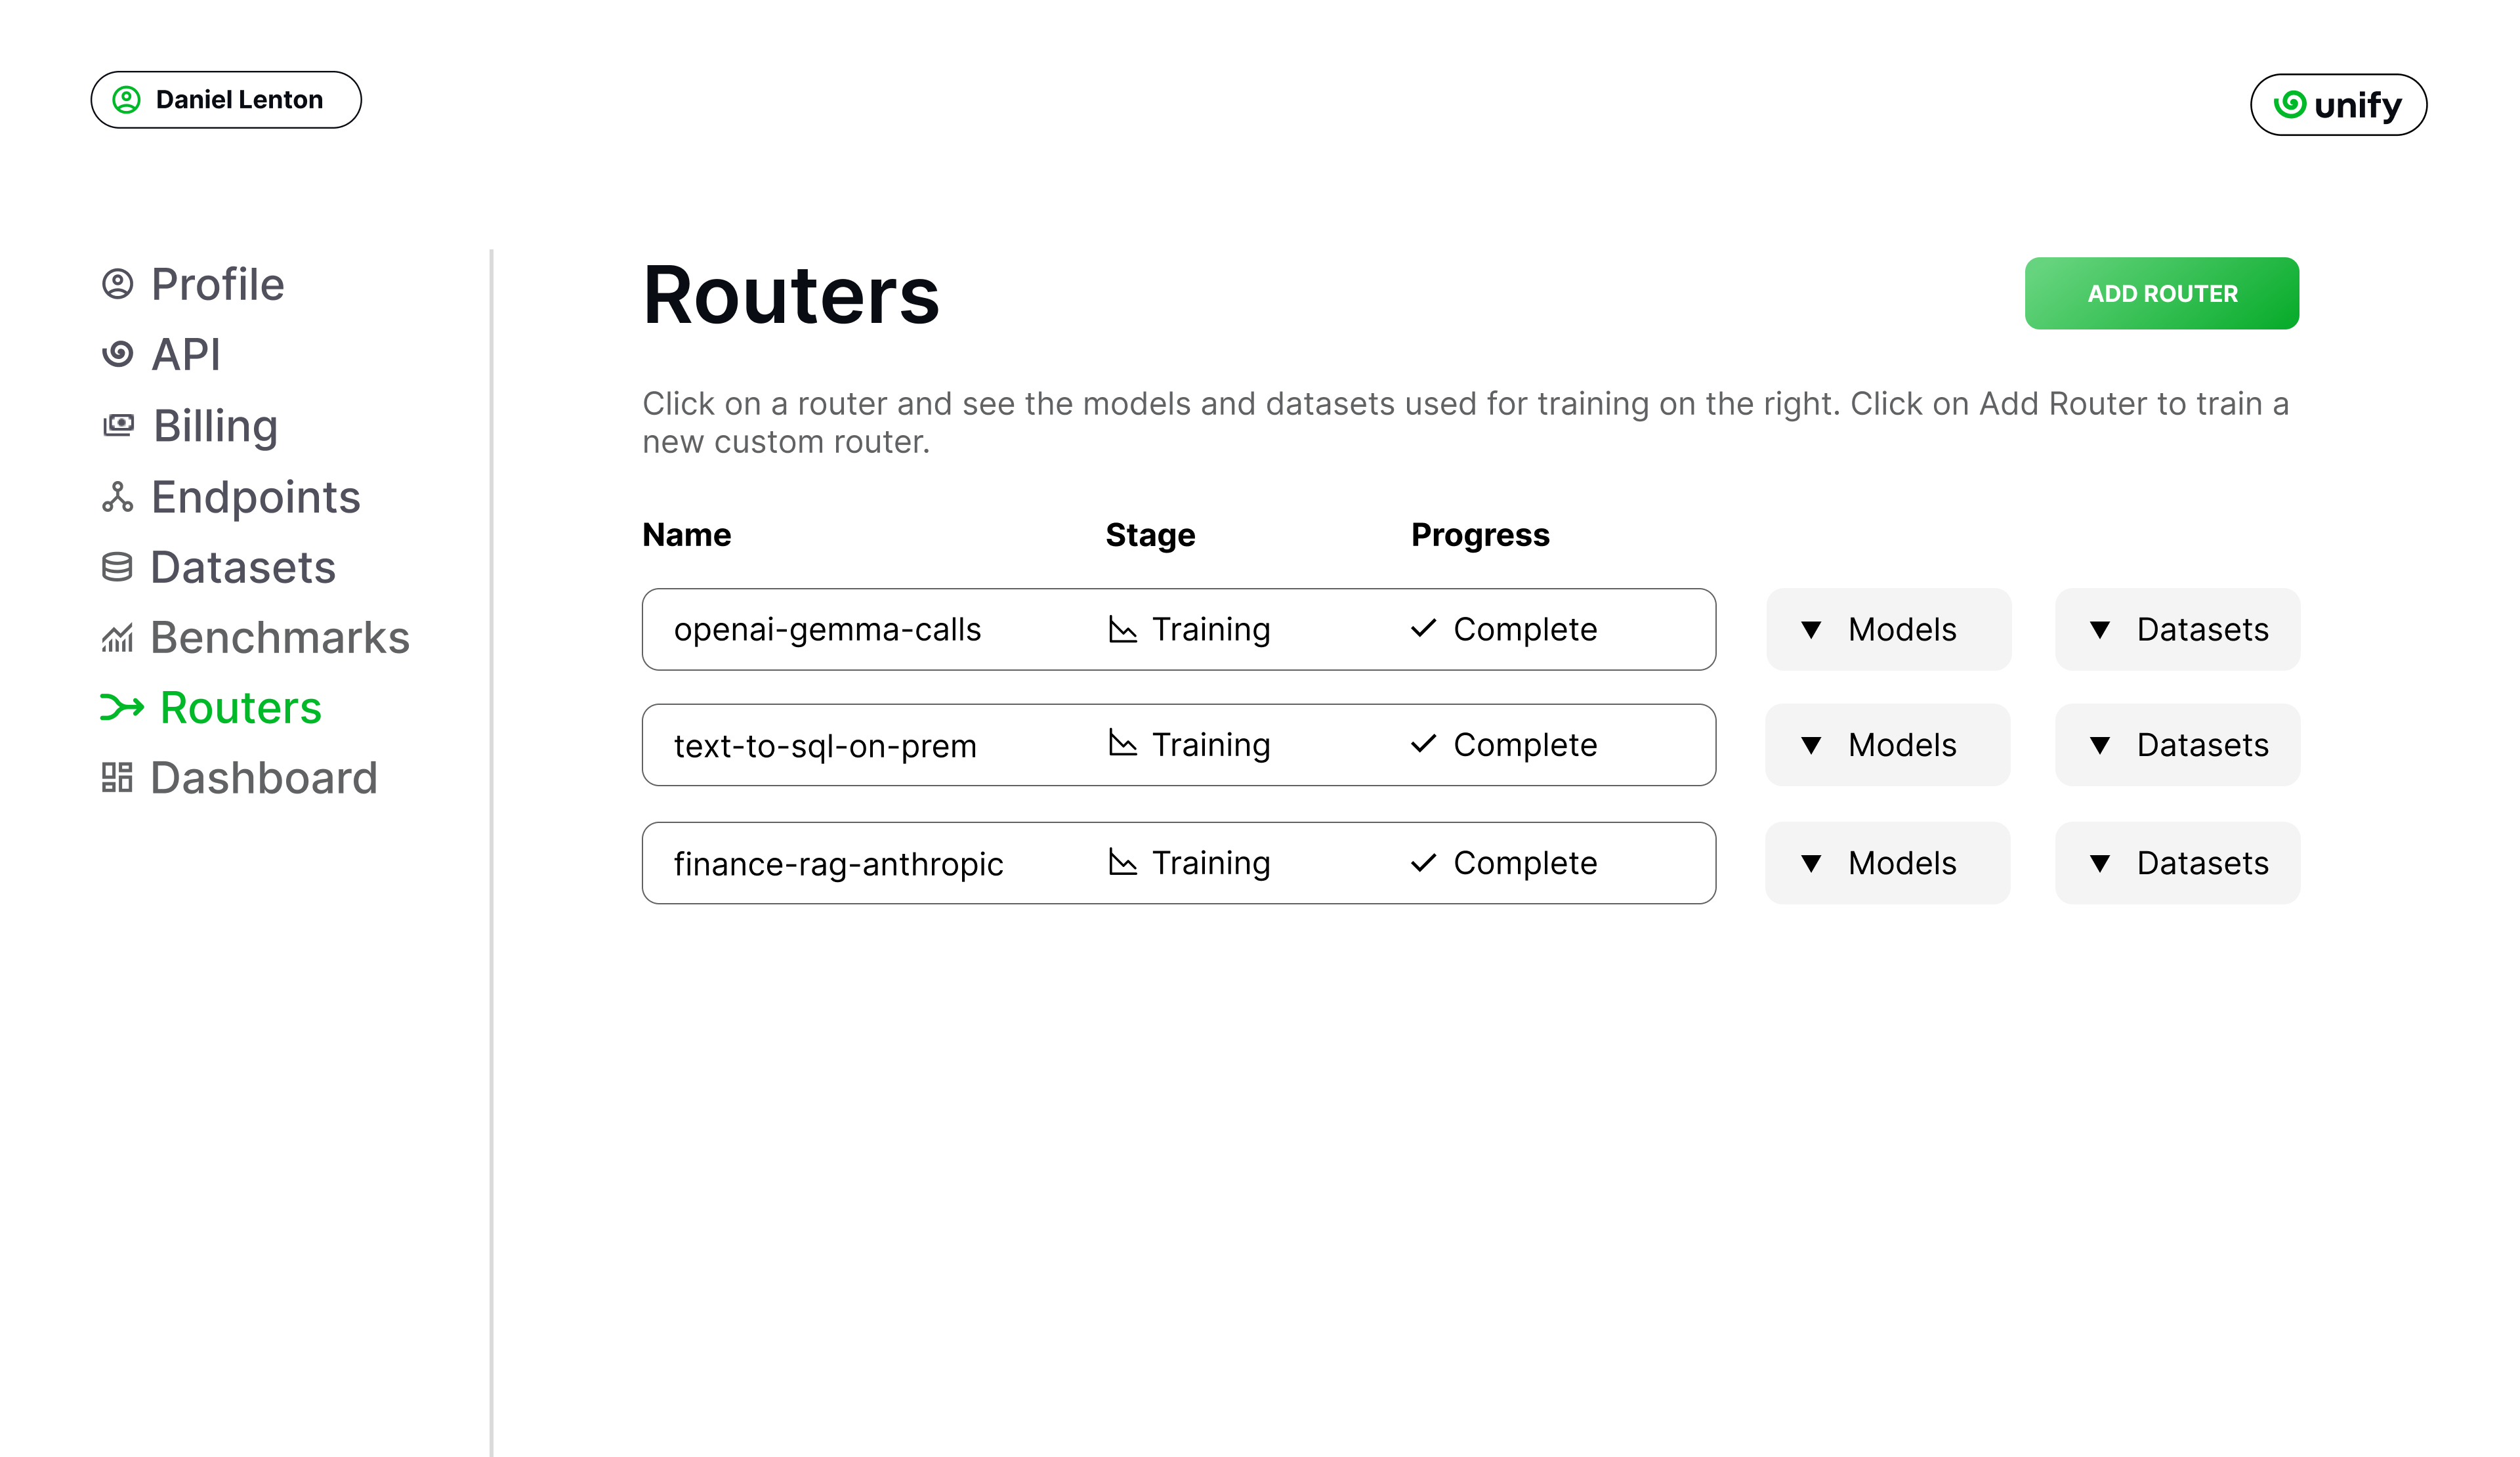 Daniel Lenton
unify
Profile
API
Billing
Endpoints
Datasets
Benchmarks
Routers
Dashboard
Routers
ADD ROUTER
Click on a router and see the models and datasets used for training on the right. Click on Add Router to train a
new custom router.
Name Stage Progress
openai-gemma-calls Training Complete Models Datasets
text-to-sql-on-prem Training Complete Models Datasets
finance-rag-anthropic Training Complete Models Datasets